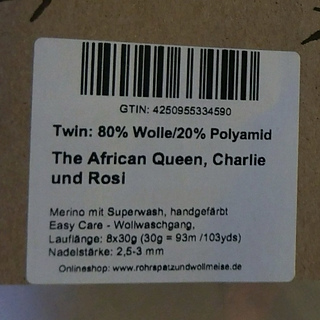 GTIN: 4250955334590
Twin: 80% Wolle/20% Polyamid
The African Queen, Charlie
und Rosi
Merino mit Superwash, handgefärbt
Easy Care - Wollwaschgang,
Lauflänge: 8x30g (30g = 93m /103yds)
Nadelstärke: 2,5-3 mm
Onlineshop: www.rohrspatzundwollmeise.de